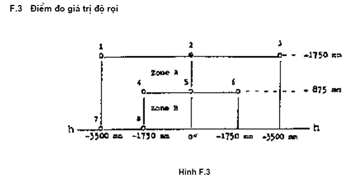 F.3 Điểm đo giá trị độ rọi
1 2 3
+1750 mm
Zone A
4 5 6
+ 875 mm
Zone B
7 8
h h
-3500 mm -1750 mm 0° -1750 mm +3500 mm
Hình F.3